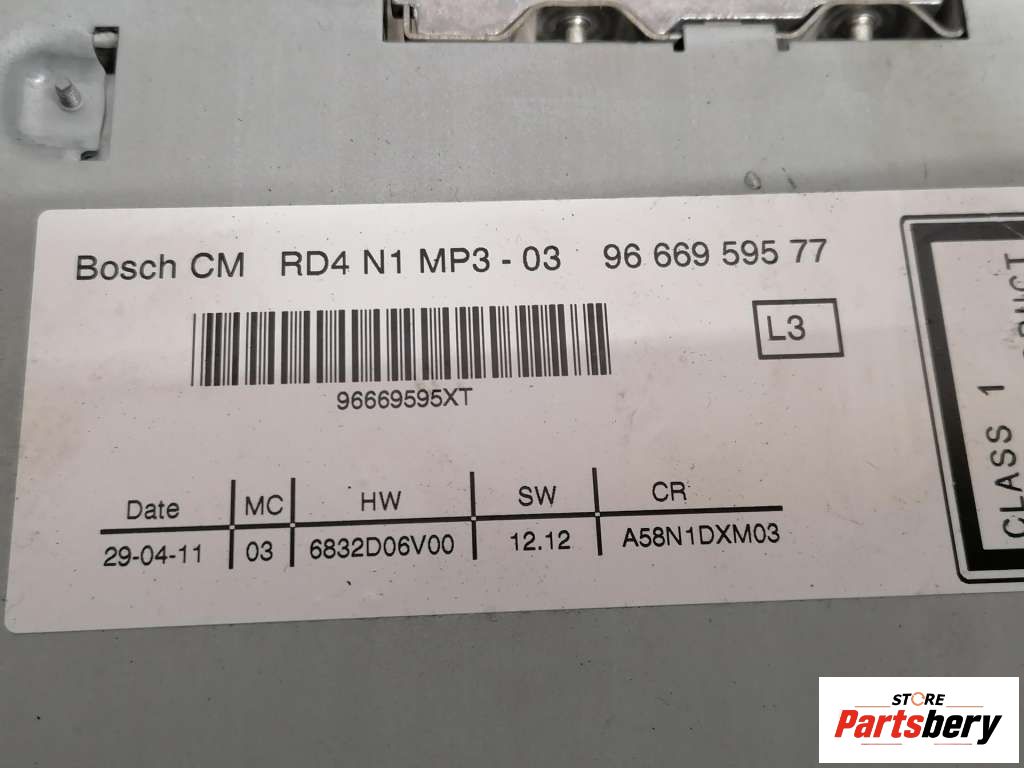 Bosch CM RD4 N1 MP3 - 03 96 669 595 77
L3
96669595XT
Date MC HW SW CR
29-04-11 03 6832D06V00 12.12 A58N1DXM03
CLASS 1
STORE
Partsbery